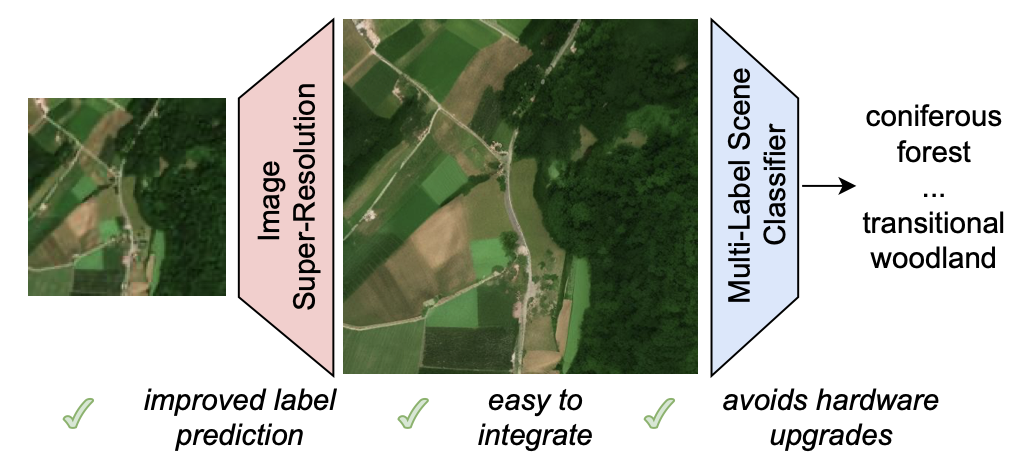 Image
Super-Resolution
Multi-Label Scene
Classifier
coniferous
forest
...
transitional
woodland
improved label
prediction
easy to
integrate
avoids hardware
upgrades